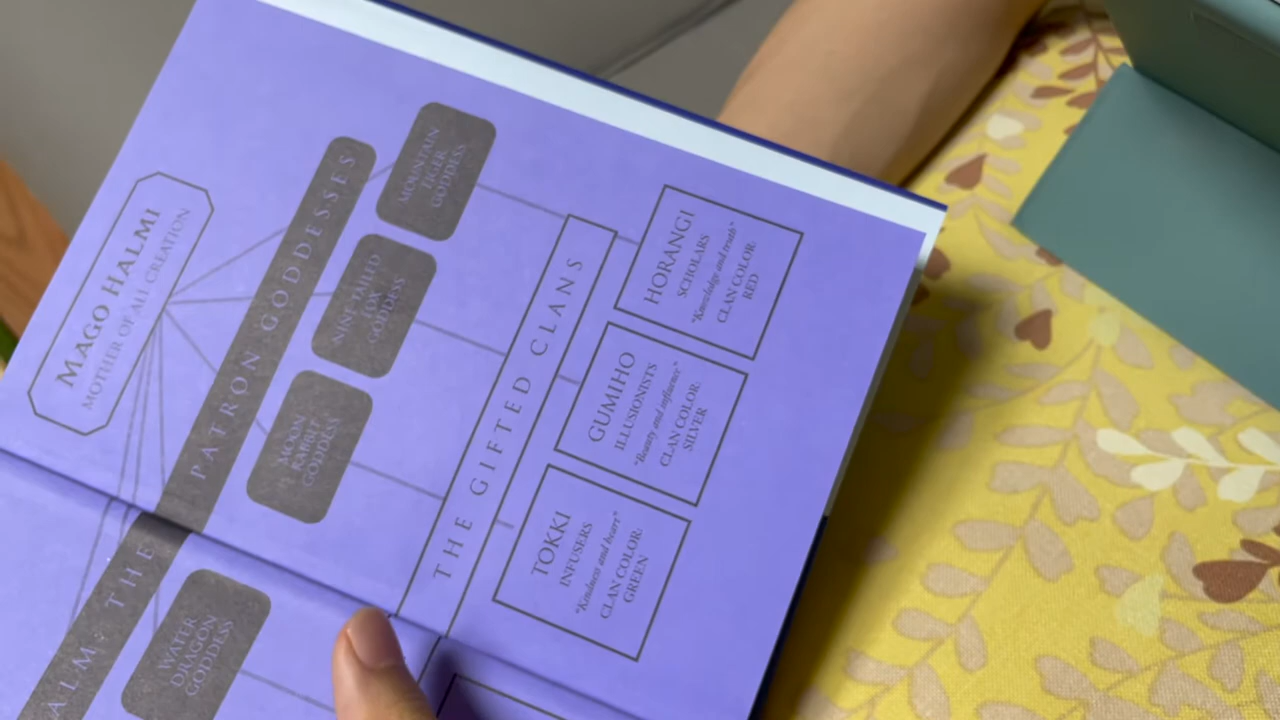 MAGO HALMI
MOTHER OF ALL CREATION
ALM: THE PATRON GODDESSES
WATER
DRAGON
GODDESS
MOON
RABBIT
GODDESS
NINE-TAILED
FOX
GODDESS
MOUNTAIN
TIGER
GODDESS
THE GIFTED CLANS
TOKKI
INFUSERS
"Kindness and heart"
CLAN COLOR:
GREEN
GUMIHO
ILLUSIONISTS
"Beauty and influence"
CLAN COLOR:
SILVER
HORANGI
SCHOLARS
"Knowledge and truth"
CLAN COLOR:
RED